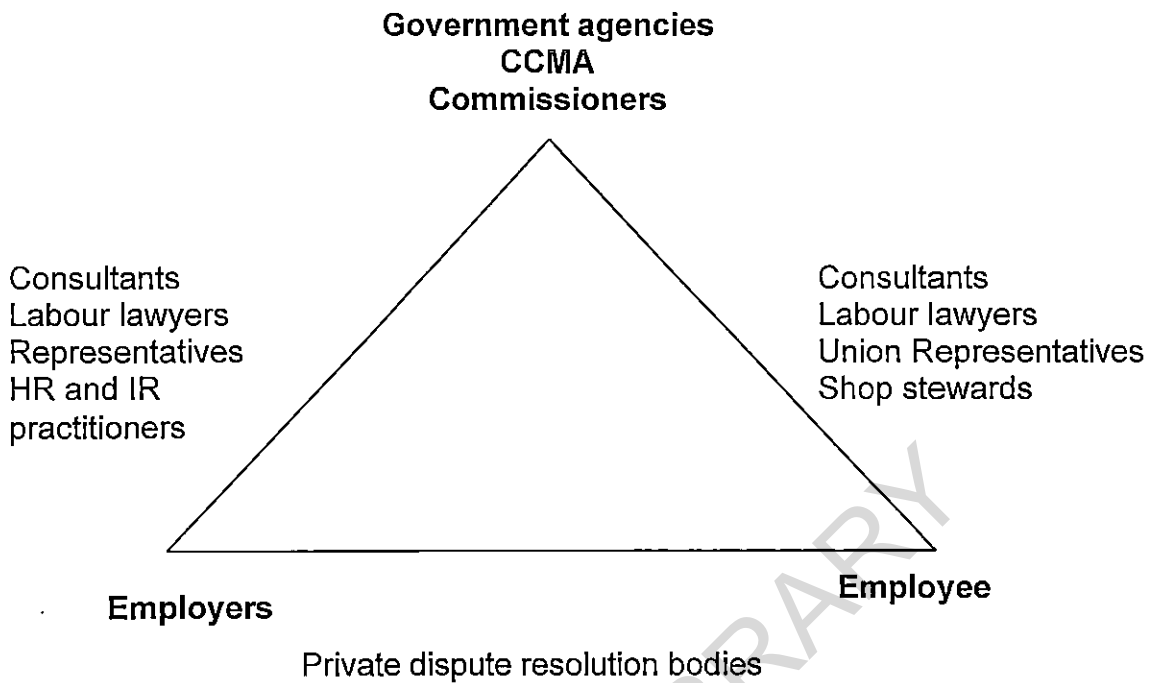 Government agencies
CCMA
Commissioners
Consultants
Labour lawyers
Representatives
HR and IR
practitioners
Consultants
Labour lawyers
Union Representatives
Shop stewards
Employers
Employee
Private dispute resolution bodies
RARY